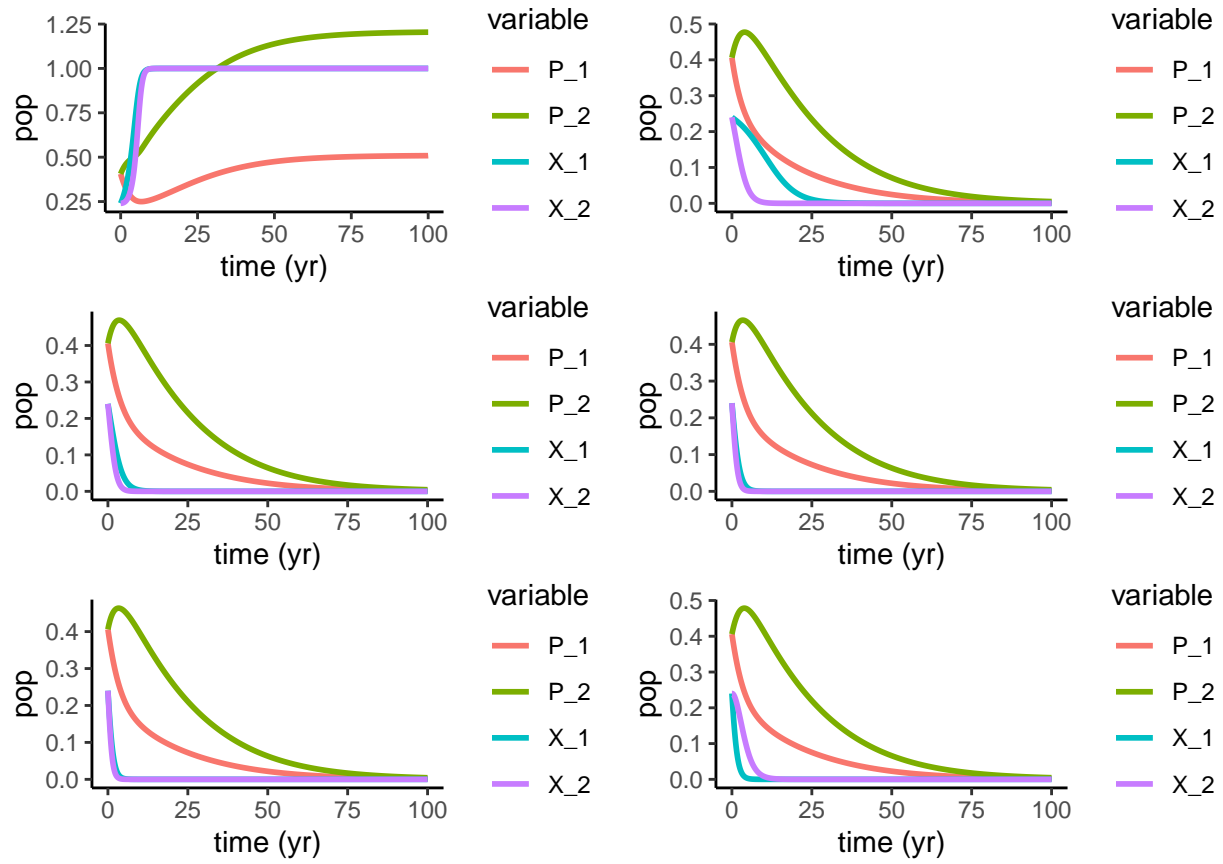 variable
P_1
P_2
X_1
X_2
pop
1.25
1.00
0.75
0.50
0.25
0 25 50 75 100
time (yr)
variable
P_1
P_2
X_1
X_2
pop
0.5
0.4
0.3
0.2
0.1
0.0
0 25 50 75 100
time (yr)
variable
P_1
P_2
X_1
X_2
pop
0.4
0.3
0.2
0.1
0.0
0 25 50 75 100
time (yr)
variable
P_1
P_2
X_1
X_2
pop
0.4
0.3
0.2
0.1
0.0
0 25 50 75 100
time (yr)
variable
P_1
P_2
X_1
X_2
pop
0.4
0.3
0.2
0.1
0.0
0 25 50 75 100
time (yr)
variable
P_1
P_2
X_1
X_2
pop
0.5
0.4
0.3
0.2
0.1
0.0
0 25 50 75 100
time (yr)